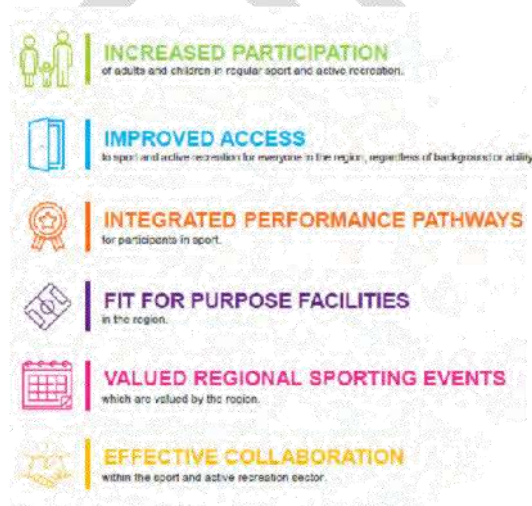 INCREASED PARTICIPATION
of adults and children in regular sport and active recreation.
IMPROVED ACCESS
to sport and active recreation for everyone in the region, regardless of background or ability
INTEGRATED PERFORMANCE PATHWAYS
for participants in sport.
FIT FOR PURPOSE FACILITIES
in the region.
VALUED REGIONAL SPORTING EVENTS
which are valued by the region.
EFFECTIVE COLLABORATION
within the sport and active recreation sector.